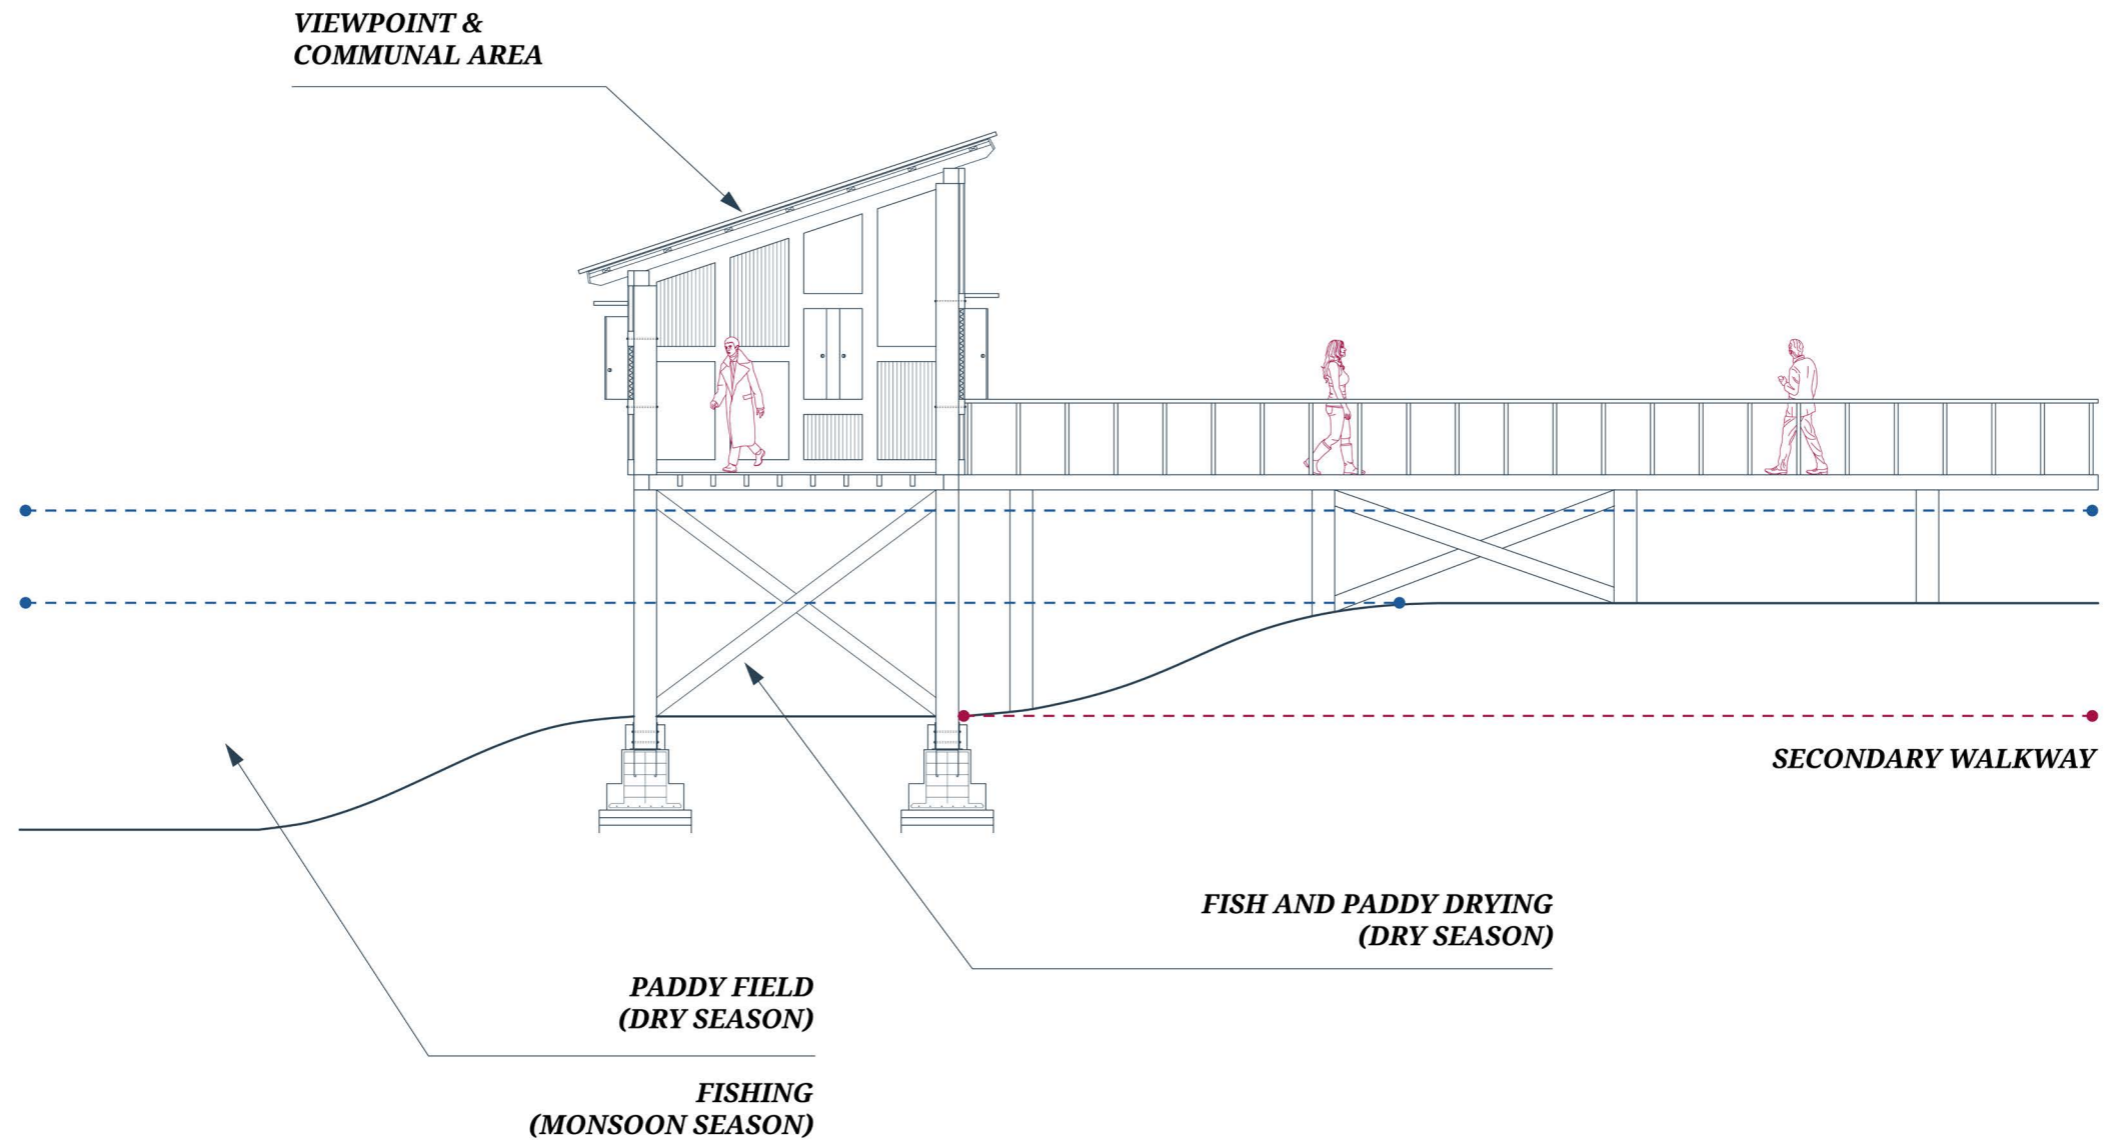 VIEWPOINT &
COMMUNAL AREA
SECONDARY WALKWAY
FISH AND PADDY DRYING
(DRY SEASON)
PADDY FIELD
(DRY SEASON)
FISHING
(MONSOON SEASON)